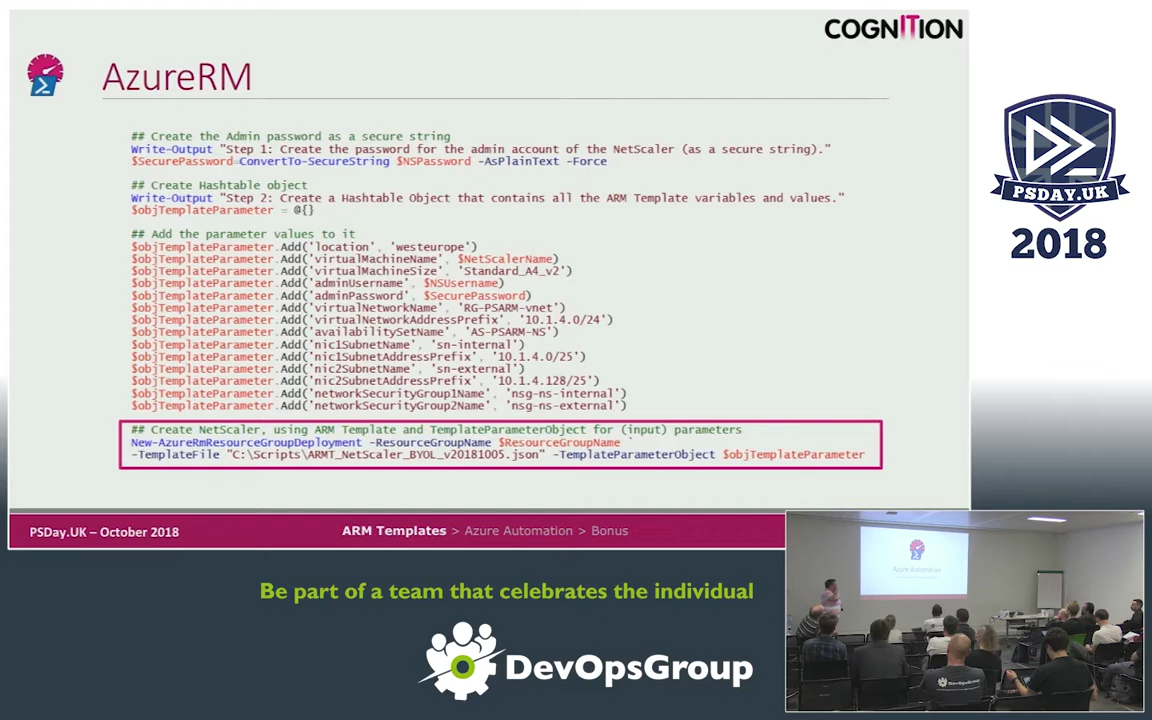 COGNITION
AzureRM
## Create the Admin password as a secure string
Write-Output "Step 1: Create the password for the admin account of the NetScaler (as a secure string)."
$SecurePassword=ConvertTo-SecureString $NSPassword -AsPlainText -Force
## Create Hashtable object
Write-Output "Step 2: Create a Hashtable Object that contains all the ARM Template variables and values."
$objTemplateParameter = @{}
## Add the parameter values to it
$objTemplateParameter.Add('location', 'westeurope')
$objTemplateParameter.Add('virtualMachineName', $NetScalerName)
$objTemplateParameter.Add('virtualMachineSize', 'Standard_A4_v2')
$objTemplateParameter.Add('adminUsername', $NSUsername)
$objTemplateParameter.Add('adminPassword', $SecurePassword)
$objTemplateParameter.Add('virtualNetworkName', 'RG-PSARM-vnet')
$objTemplateParameter.Add('virtualNetworkAddressPrefix', '10.1.4.0/24')
$objTemplateParameter.Add('availabilitySetName', 'AS-PSARM-NS')
$objTemplateParameter.Add('nic1SubnetName', 'sn-internal')
$objTemplateParameter.Add('nic1SubnetAddressPrefix', '10.1.4.0/25')
$objTemplateParameter.Add('nic2SubnetName', 'sn-external')
$objTemplateParameter.Add('nic2SubnetAddressPrefix', '10.1.4.128/25')
$objTemplateParameter.Add('networkSecurityGroup1Name', 'nsg-ns-internal')
$objTemplateParameter.Add('networkSecurityGroup2Name', 'nsg-ns-external')
## Create NetScaler, using ARM Template and TemplateParameterObject for (input) parameters
New-AzureRmResourceGroupDeployment -ResourceGroupName $ResourceGroupName `
-TemplateFile "C:\Scripts\ARMT_NetScaler_BYOL_v20181005.json" -TemplateParameterObject $objTemplateParameter
PSDay.UK – October 2018
ARM Templates > Azure Automation > Bonus
PSDAY.UK
2018
Azure Automation
Be part of a team that celebrates the individual
DevOpsGroup
DevOpsGroup